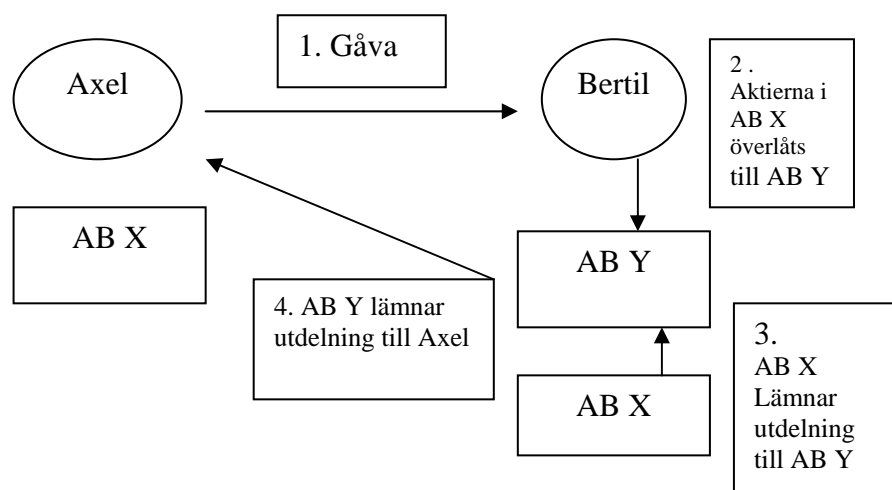 Axel
1. Gåva
Bertil
2 .
Aktierna i
AB X
överlåts
till AB Y
AB X
AB Y
4. AB Y lämnar
utdelning till Axel
AB X
3.
AB X
Lämnar
utdelning
till AB Y